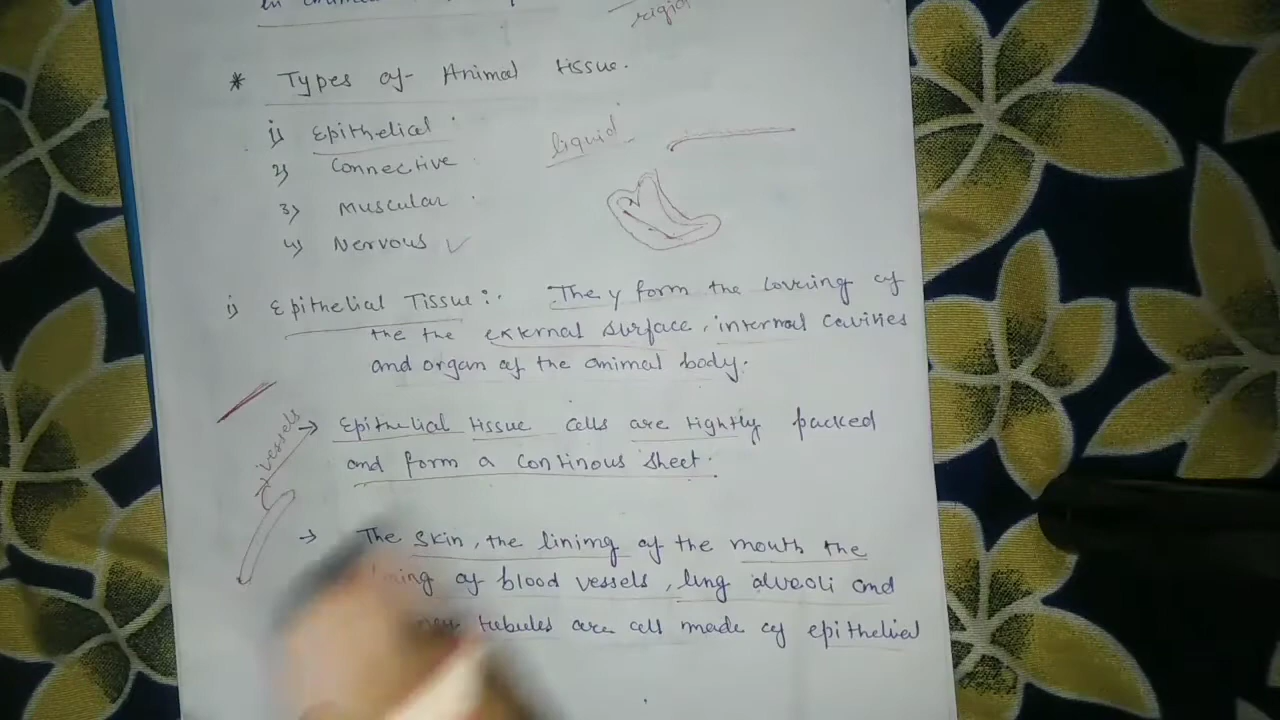 rigid
* Types of Animal tissue.
1) Epithelical
liquid
2) Connective
3) Muscular
4) Nervous ✓
1) Epithelial Tissue:- They form the covering of
the the external surface, internal cavities
and organ of the animal body.
vessels
→ Epithelial tissue cells are tightly packed
and form a continous sheet.
→ The skin, the lining of the mouth the
of blood vessels, lung alveoli and
tubules are cell made of epithelial